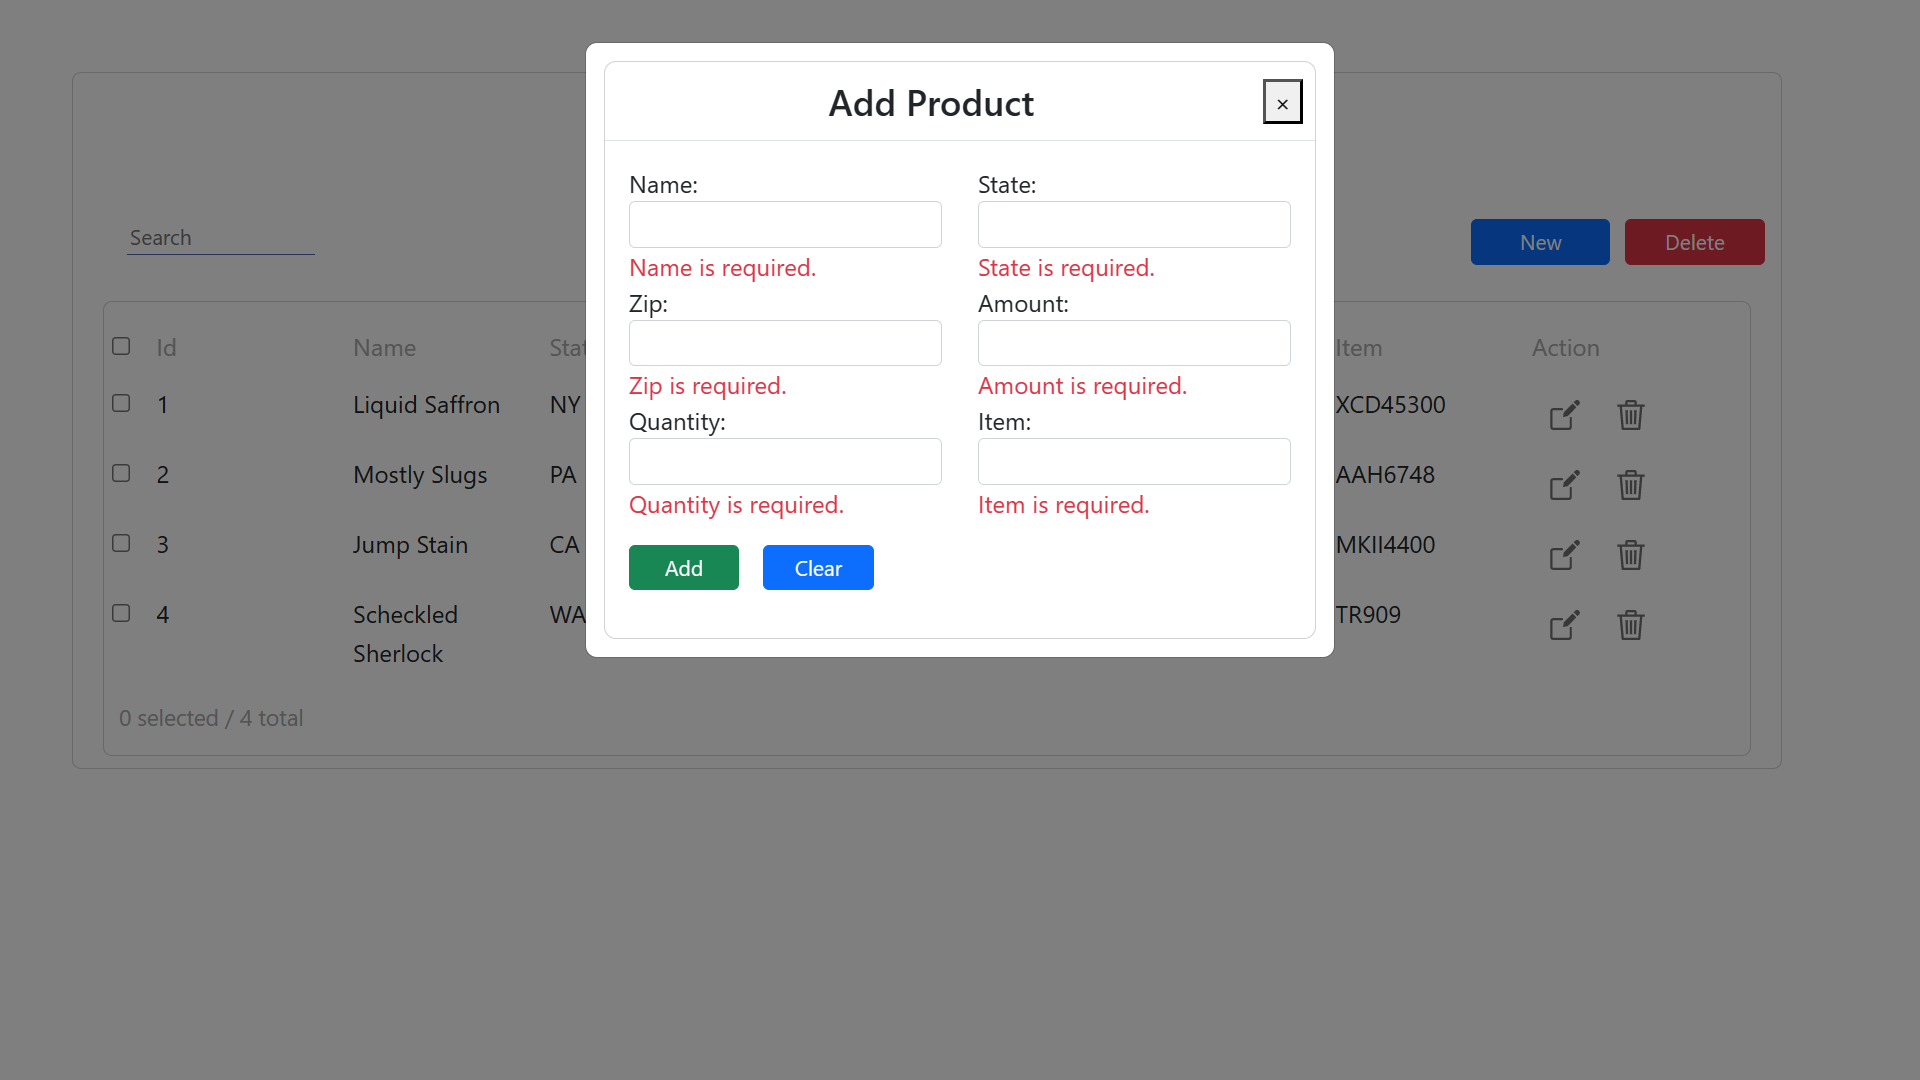 Add Product
×
Name:
State:
Name is required.
State is required.
Zip:
Amount:
Zip is required.
Amount is required.
Quantity:
Item:
Quantity is required.
Item is required.
Add
Clear
Search
New
Delete
Id
Name
Stat
Item
Action
1
Liquid Saffron
NY
XCD45300
2
Mostly Slugs
PA
AAH6748
3
Jump Stain
CA
MKII4400
4
Scheckled
Sherlock
WA
TR909
0 selected / 4 total